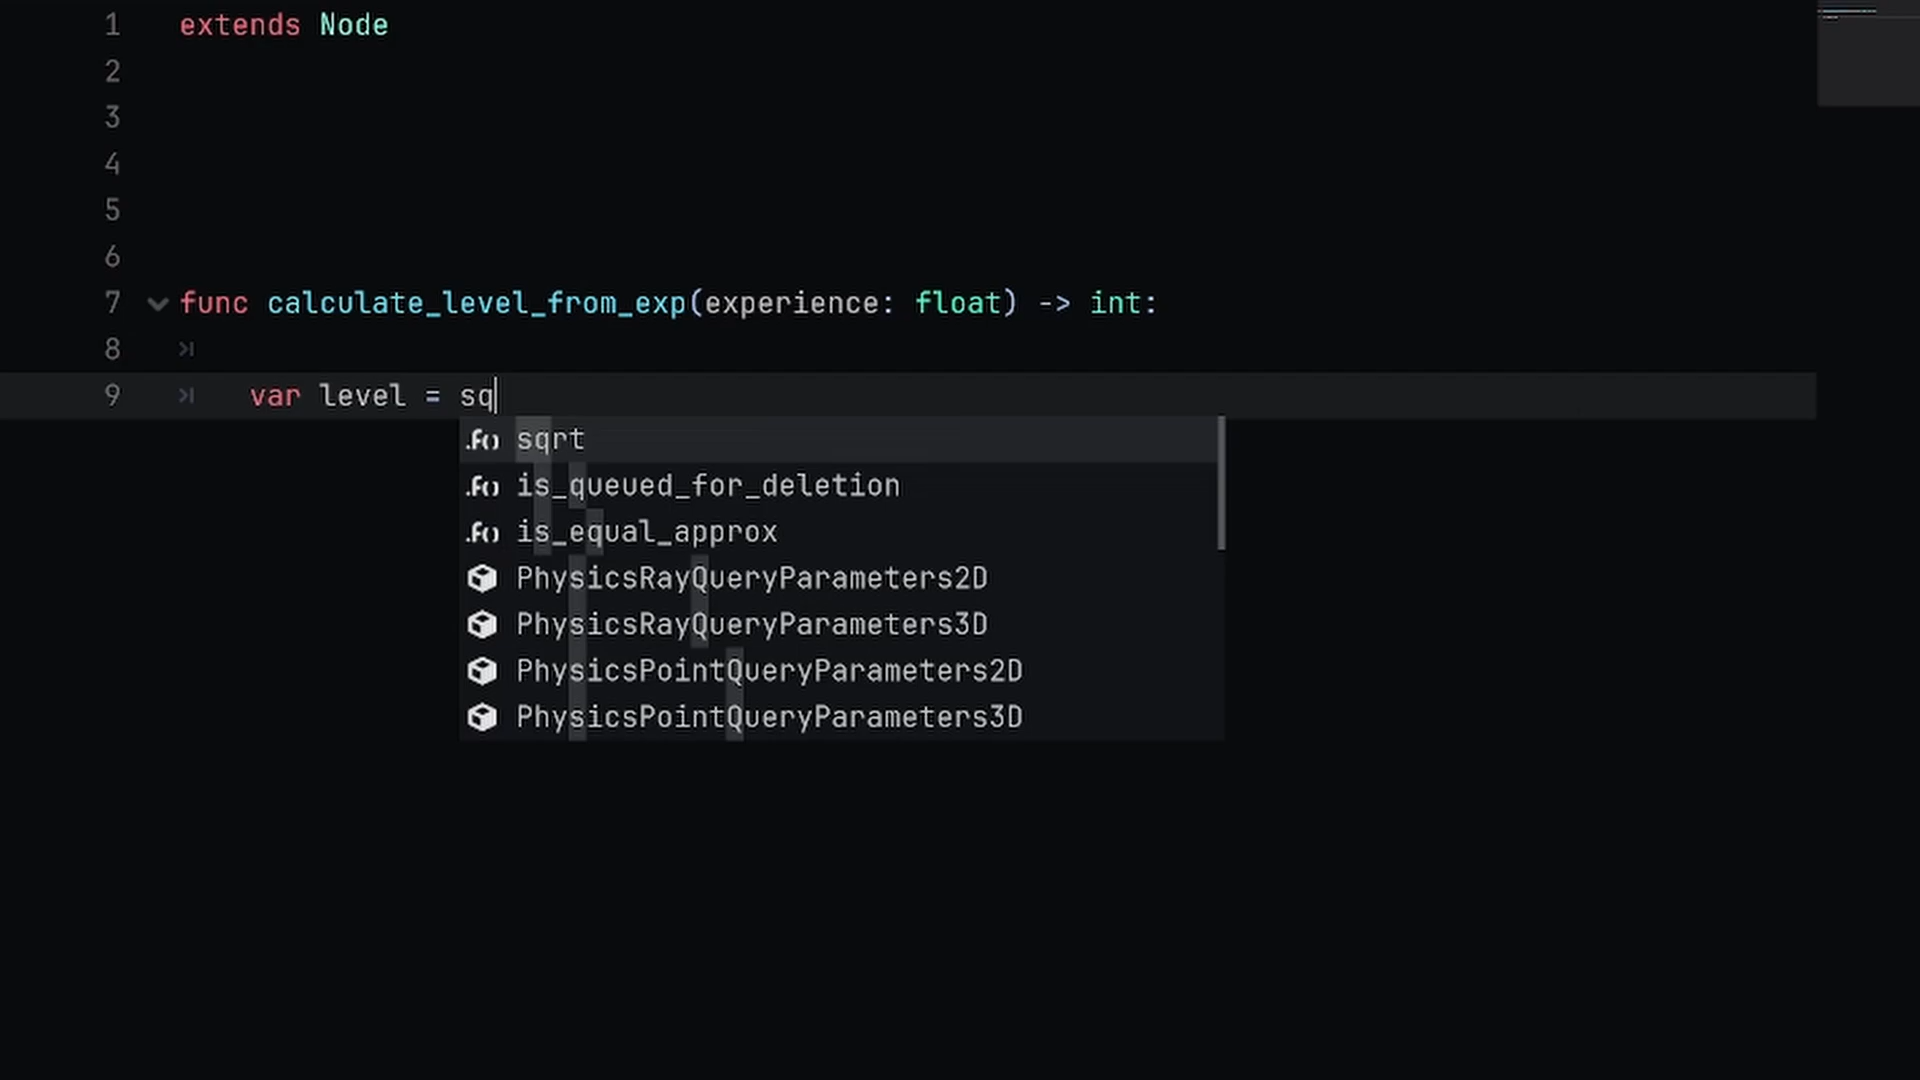 1 extends Node
2
3
4
5
6
7 func calculate_level_from_exp(experience: float) -> int:
8
9 var level = sq
.f() sqrt
.f() is_queued_for_deletion
.f() is_equal_approx
PhysicsRayQueryParameters2D
PhysicsRayQueryParameters3D
PhysicsPointQueryParameters2D
PhysicsPointQueryParameters3D